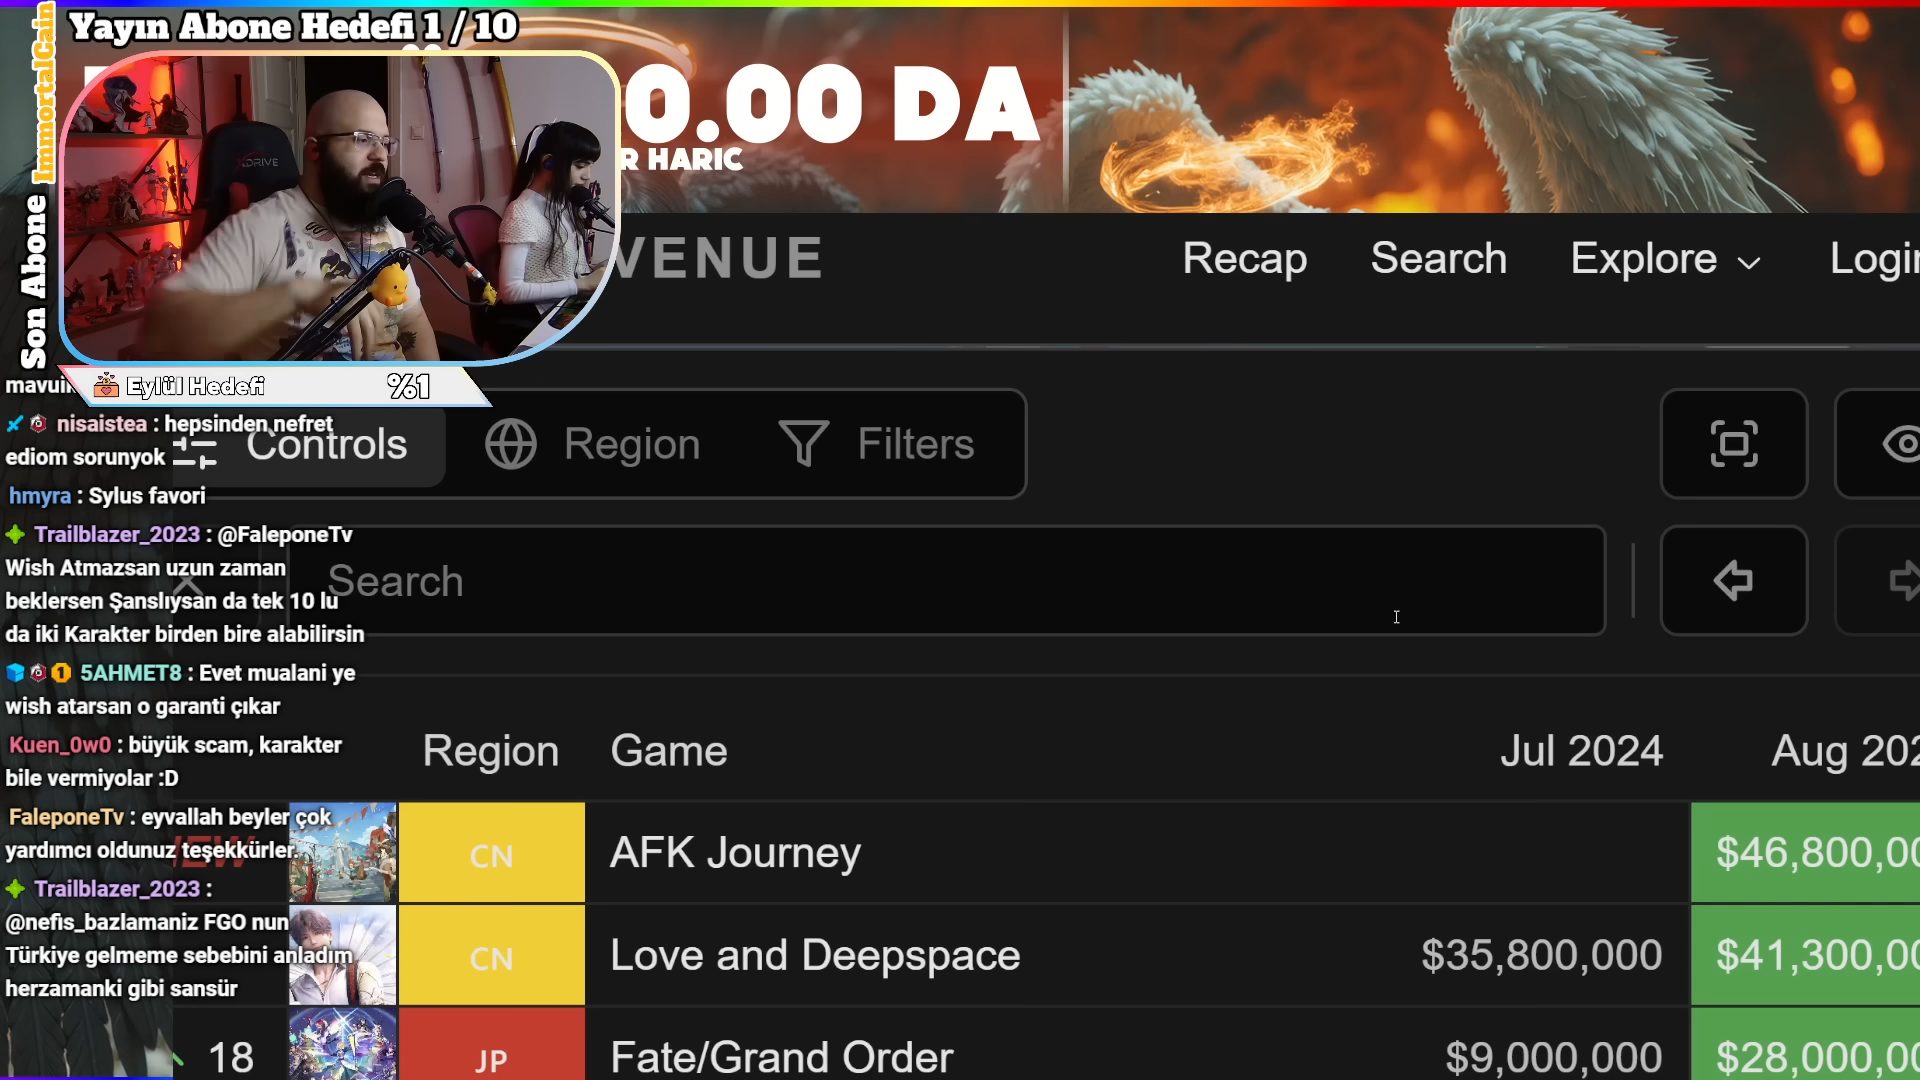 Yayın Abone Hedefi 1 / 10
Son Abone ImmortalCain
0.00 DA
R HARIC
XDRIVE
VENUE
Recap
Search
Explore
Login
Eylül Hedefi %1
Controls
Region
Filters
Search
nisaistea : hepsinden nefret
ediom sorunyok
hmyra : Sylus favori
Trailblazer_2023 : @FaleponeTv
Wish Atmazsan uzun zaman
beklersen Şanslıysan da tek 10 lu
da iki Karakter birden bire alabilirsin
5AHMET8 : Evet mualani ye
wish atarsan o garanti çıkar
Kuen_0w0 : büyük scam, karakter
bile vermiyolar :D
FaleponeTv : eyvallah beyler çok
yardımcı oldunuz teşekkürler.
Trailblazer_2023 :
@nefis_bazlamaniz FGO nun
Türkiye gelmeme sebebini anladım
herzamanki gibi sansür
Region Game Jul 2024 Aug 202
CN AFK Journey $46,800,00
CN Love and Deepspace $35,800,000 $41,300,00
18 JP Fate/Grand Order $9,000,000 $28,000,00